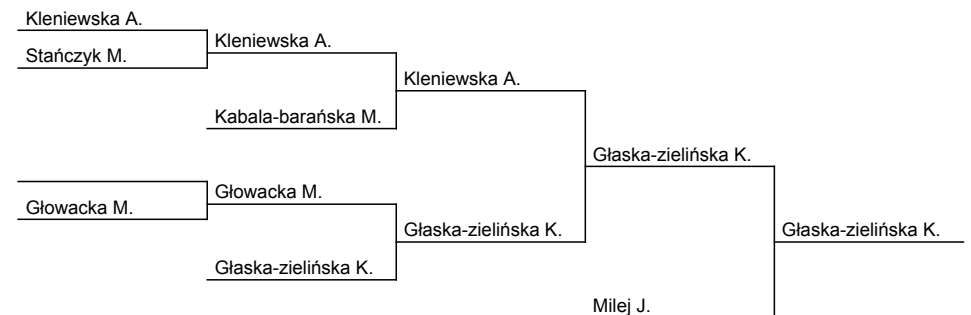 Kleniewska A.
Kleniewska A.
Stańczyk M.
Kleniewska A.
Kabala-barańska M.
Głaska-zielińska K.
Głowacka M.
Głowacka M.
Głaska-zielińska K.
Głaska-zielińska K.
Głaska-zielińska K.
Milej J.